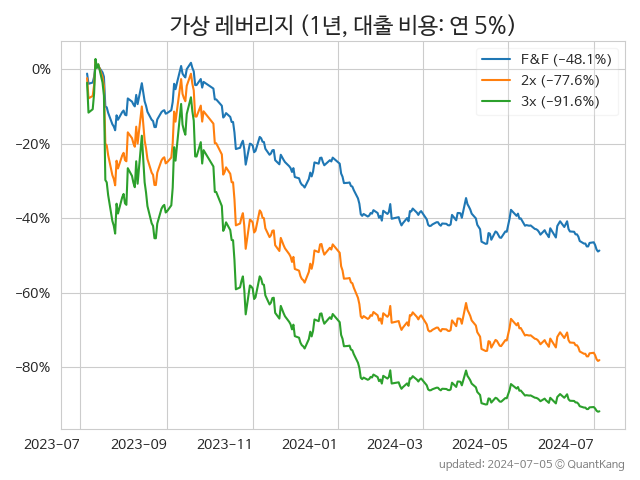 가상 레버리지 (1년, 대출 비용: 연 5%)
F&F (−48.1%)
2x (−77.6%)
3x (−91.6%)
0%
−20%
−40%
−60%
−80%
2023-07 2023-09 2023-11 2024-01 2024-03 2024-05 2024-07
updated: 2024-07-05 © QuantKang